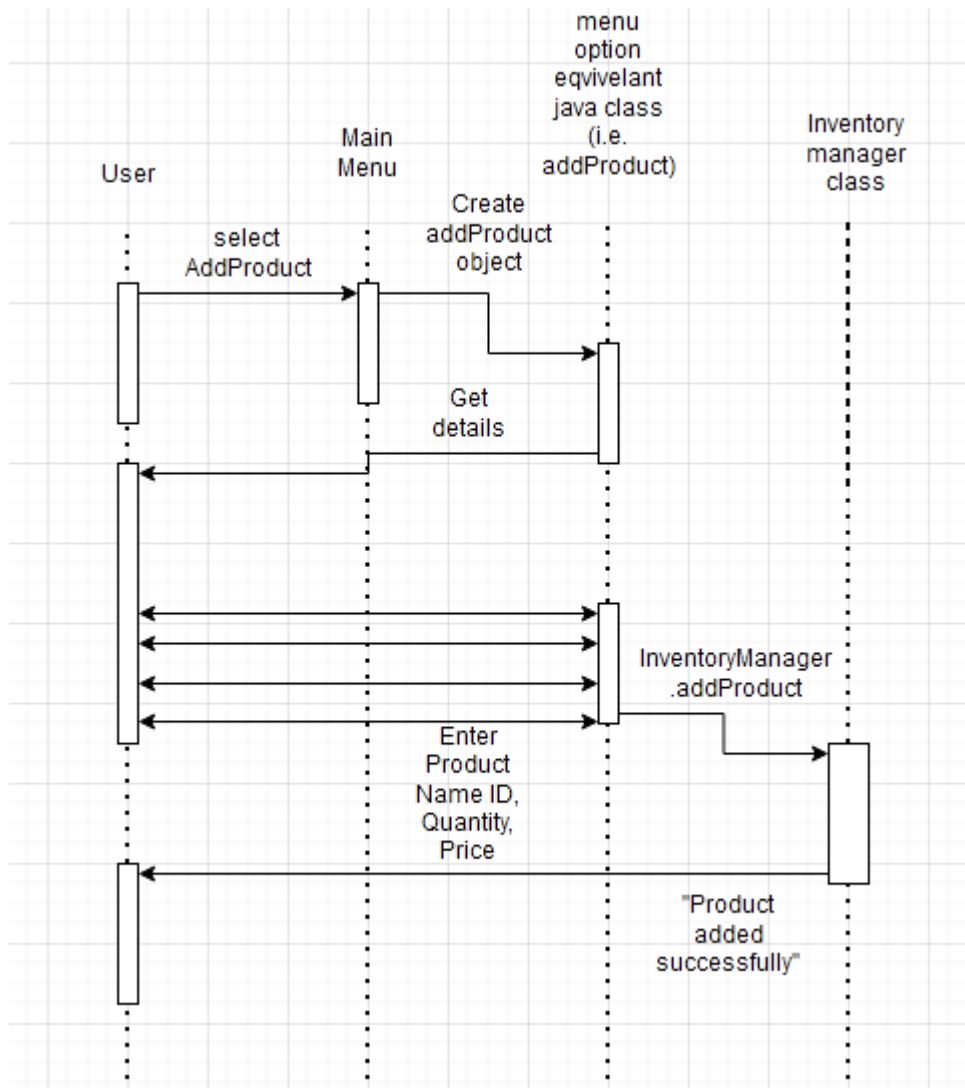 menu
option
eqvivelant
java class
(i.e.
addProduct)
Inventory
manager
class
Main
Menu
User
Create
addProduct
object
select
AddProduct
Get
details
InventoryManager
.addProduct
Enter
Product
Name ID,
Quantity,
Price
"Product
added
successfully"